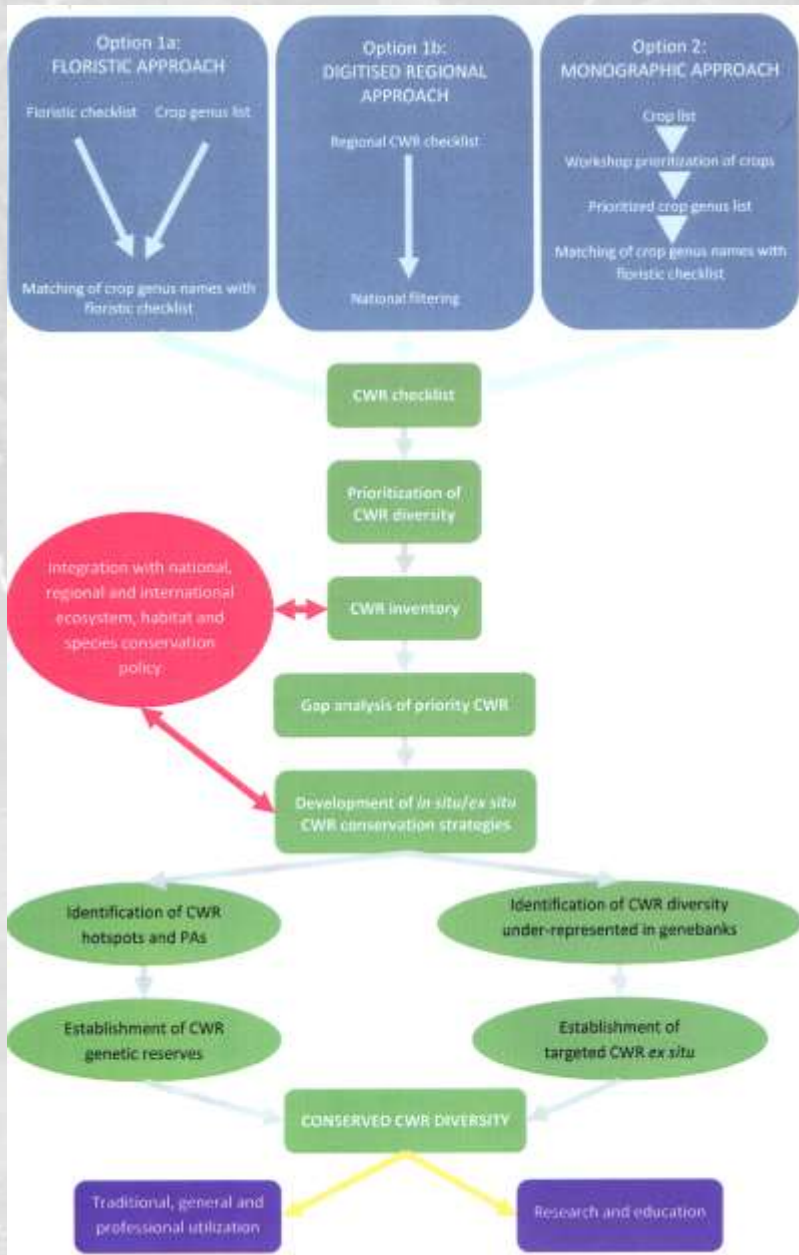 Option 1a:
FLORISTIC APPROACH
Floristic checklist Crop genus list
Matching of crop genus names with
floristic checklist
Option 1b:
DIGITISED REGIONAL
APPROACH
Regional CWR checklist
National filtering
Option 2:
MONOGRAPHIC APPROACH
Crop list
Workshop prioritization of crops
Prioritized crop genus list
Matching of crop genus names with
floristic checklist
CWR checklist
Prioritization of
CWR diversity
Integration with national,
regional and international
ecosystem, habitat and
species conservation
policy
CWR inventory
Gap analysis of priority CWR
Development of in situ/ex situ
CWR conservation strategies
Identification of CWR
hotspots and PAs
Identification of CWR diversity
under-represented in genebanks
Establishment of CWR
genetic reserves
Establishment of
targeted CWR ex situ
CONSERVED CWR DIVERSITY
Traditional, general and
professional utilization
Research and education